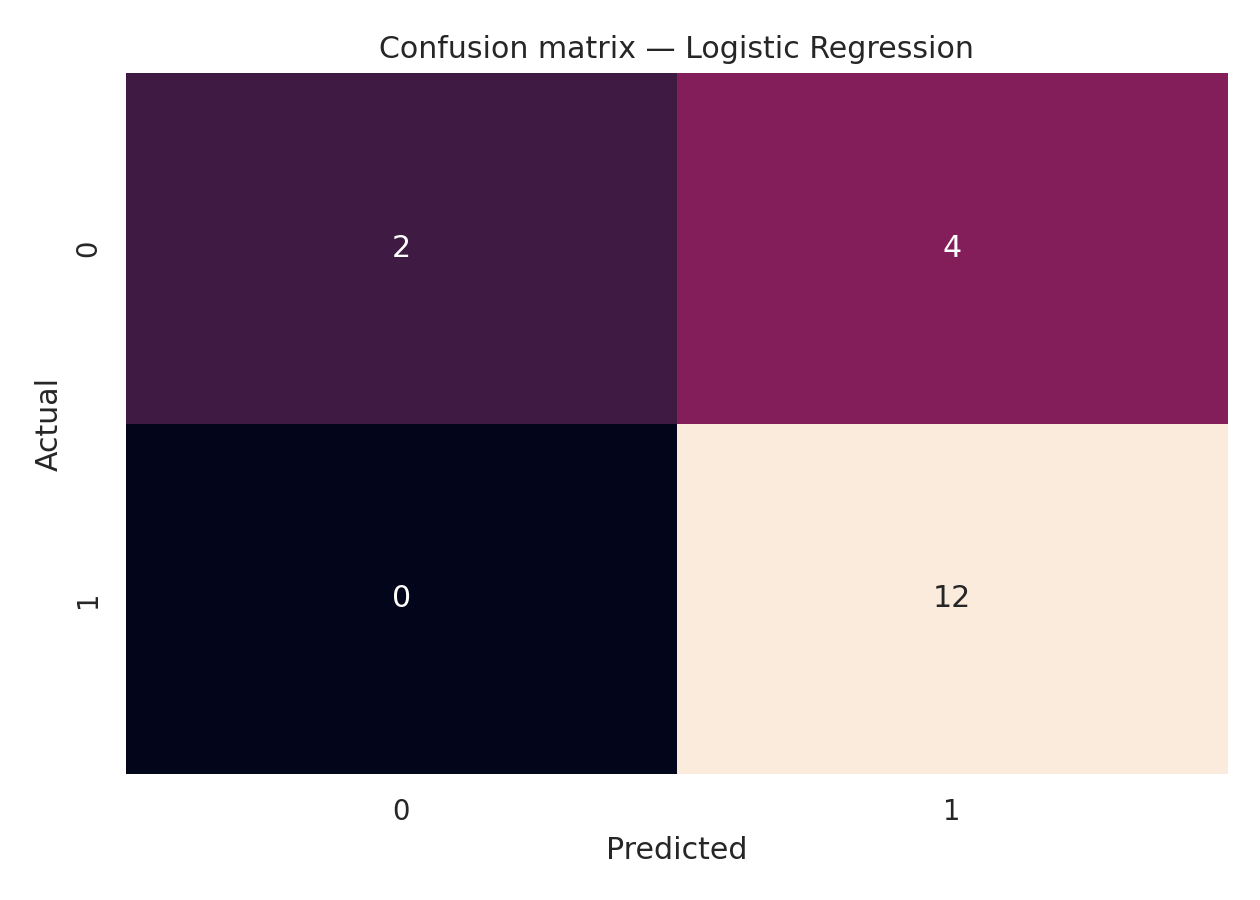 Confusion matrix — Logistic Regression
0
2
4
Actual
1
0
12
0
1
Predicted